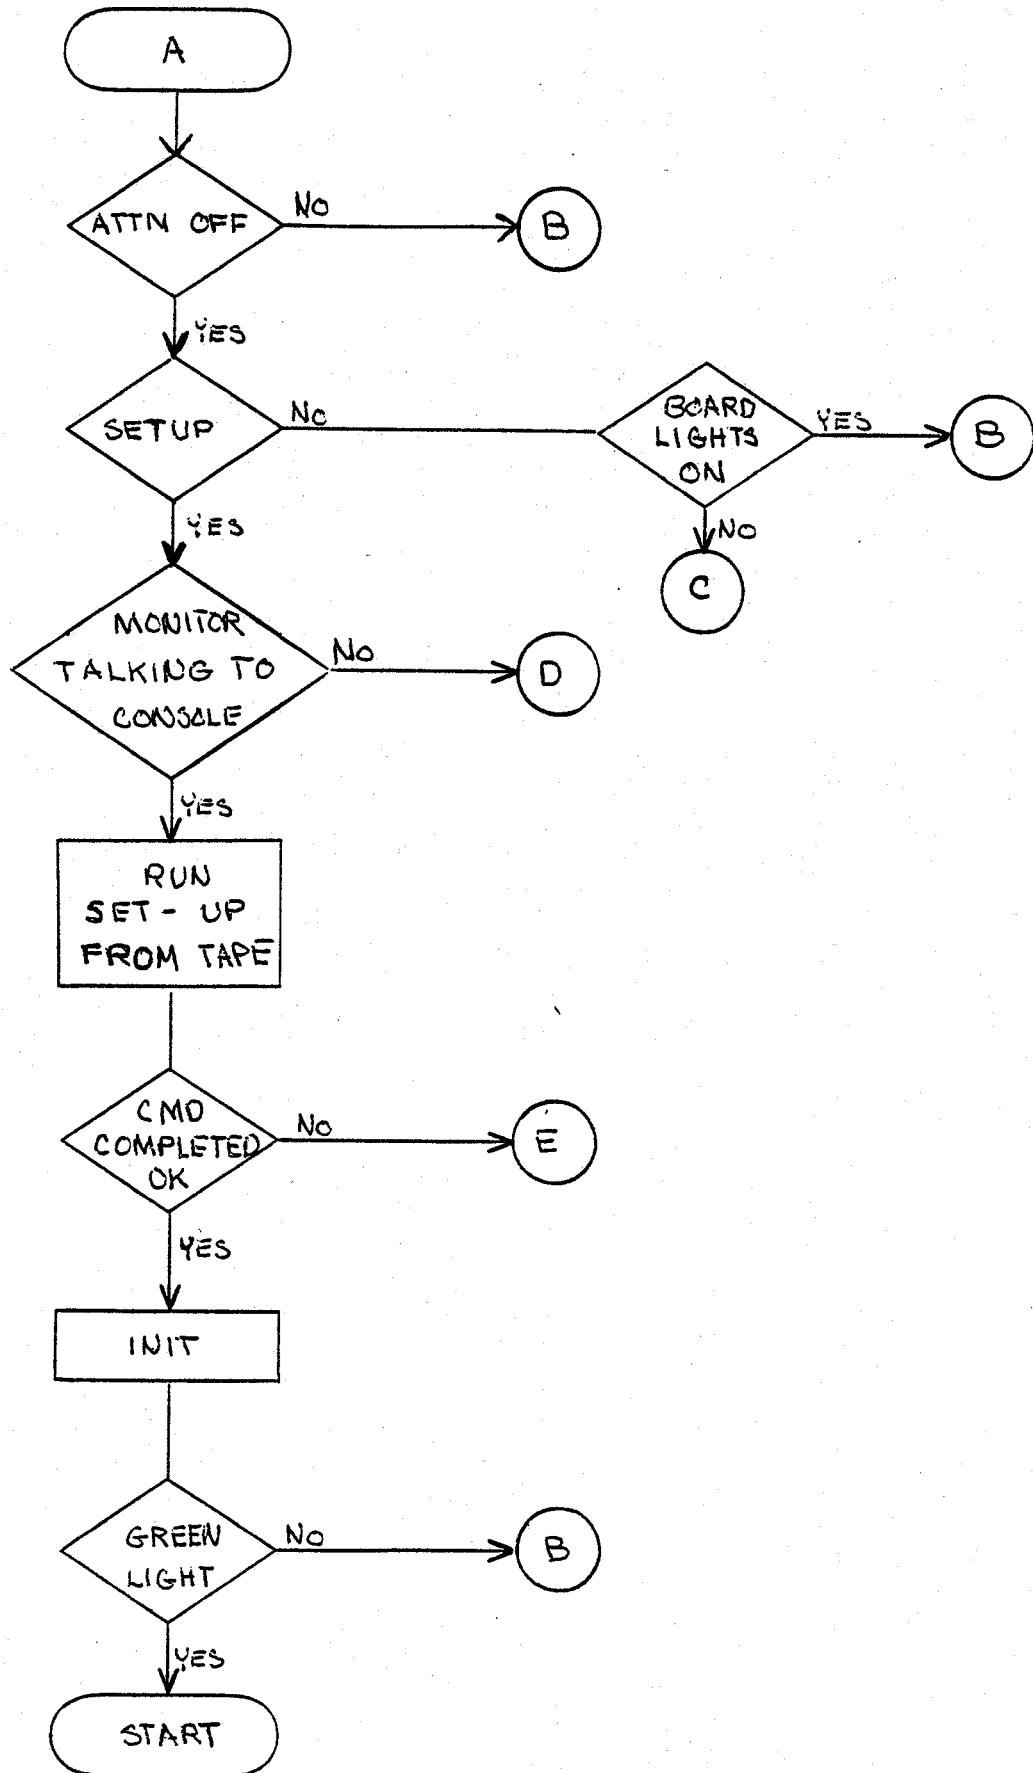 A
ATTN OFF
NO
B
YES
SETUP
NO
BOARD
LIGHTS
ON
YES
B
NO
C
YES
MONITOR
TALKING TO
CONSOLE
NO
D
YES
RUN
SET - UP
FROM TAPE
CMD
COMPLETED
OK
NO
E
YES
INIT
GREEN
LIGHT
NO
B
YES
START